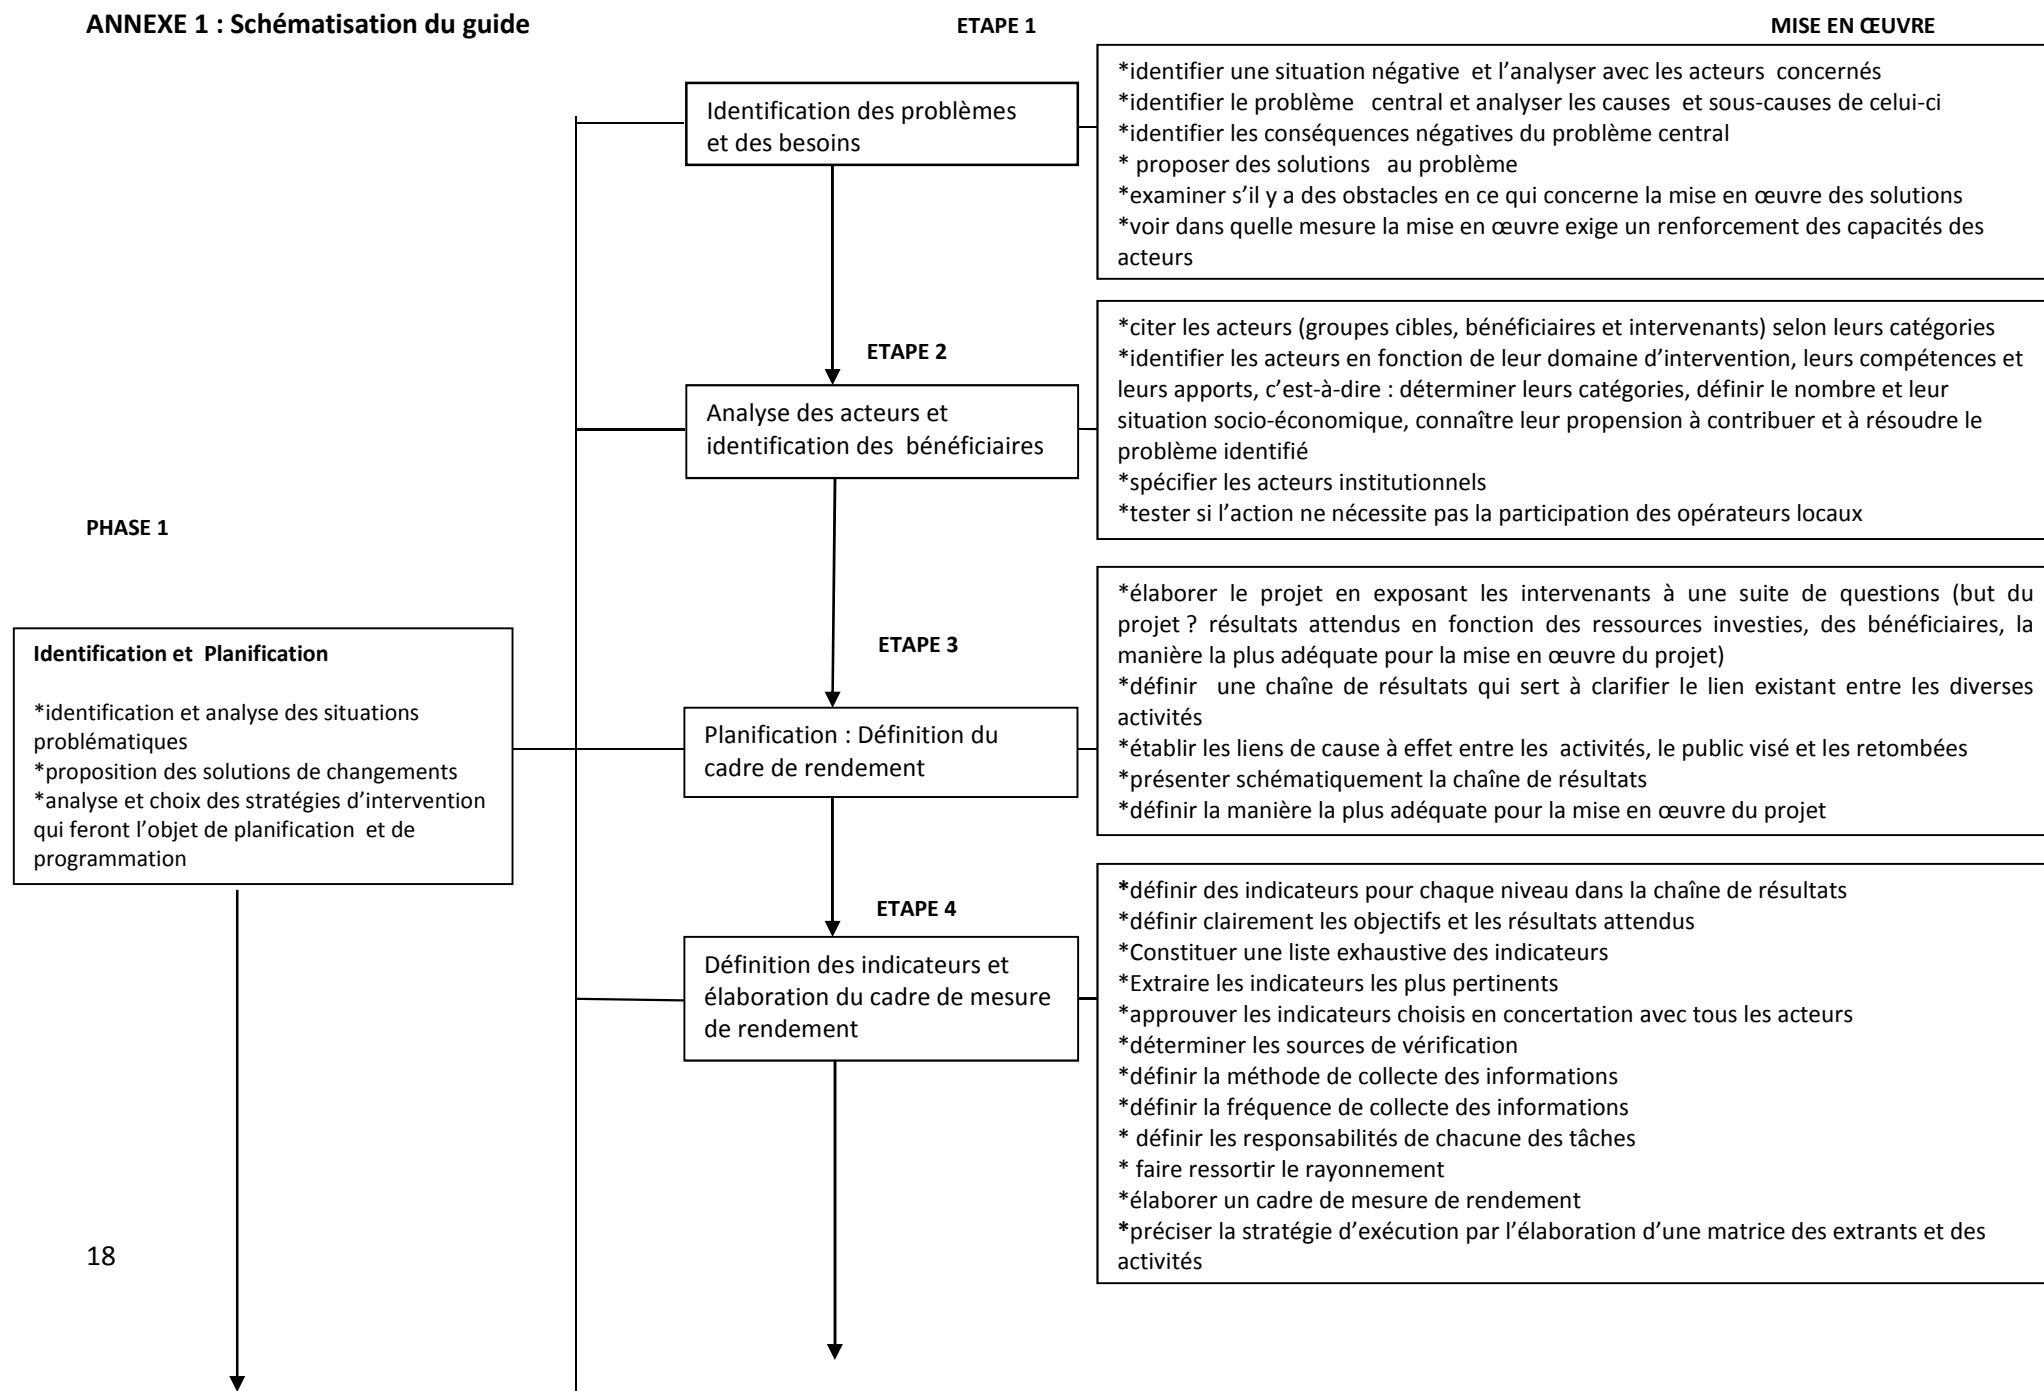 ANNEXE 1 : Schématisation du guide
ETAPE 1
MISE EN ŒUVRE
Identification des problèmes
et des besoins
*identifier une situation négative et l'analyser avec les acteurs concernés
*identifier le problème central et analyser les causes et sous-causes de celui-ci
*identifier les conséquences négatives du problème central
* proposer des solutions au problème
*examiner s'il y a des obstacles en ce qui concerne la mise en œuvre des solutions
*voir dans quelle mesure la mise en œuvre exige un renforcement des capacités des
acteurs
ETAPE 2
Analyse des acteurs et
identification des bénéficiaires
*citer les acteurs (groupes cibles, bénéficiaires et intervenants) selon leurs catégories
*identifier les acteurs en fonction de leur domaine d'intervention, leurs compétences et
leurs apports, c'est-à-dire : déterminer leurs catégories, définir le nombre et leur
situation socio-économique, connaître leur propension à contribuer et à résoudre le
problème identifié
*spécifier les acteurs institutionnels
*tester si l'action ne nécessite pas la participation des opérateurs locaux
PHASE 1
Identification et Planification
*identification et analyse des situations
problématiques
*proposition des solutions de changements
*analyse et choix des stratégies d'intervention
qui feront l'objet de planification et de
programmation
ETAPE 3
Planification : Définition du
cadre de rendement
*élaborer le projet en exposant les intervenants à une suite de questions (but du
projet ? résultats attendus en fonction des ressources investies, des bénéficiaires, la
manière la plus adéquate pour la mise en œuvre du projet)
*définir une chaîne de résultats qui sert à clarifier le lien existant entre les diverses
activités
*établir les liens de cause à effet entre les activités, le public visé et les retombées
*présenter schématiquement la chaîne de résultats
*définir la manière la plus adéquate pour la mise en œuvre du projet
ETAPE 4
Définition des indicateurs et
élaboration du cadre de mesure
de rendement
*définir des indicateurs pour chaque niveau dans la chaîne de résultats
*définir clairement les objectifs et les résultats attendus
*Constituer une liste exhaustive des indicateurs
*Extraire les indicateurs les plus pertinents
*approuver les indicateurs choisis en concertation avec tous les acteurs
*déterminer les sources de vérification
*définir la méthode de collecte des informations
*définir la fréquence de collecte des informations
* définir les responsabilités de chacune des tâches
* faire ressortir le rayonnement
*élaborer un cadre de mesure de rendement
*préciser la stratégie d'exécution par l'élaboration d'une matrice des extrants et des
activités
18